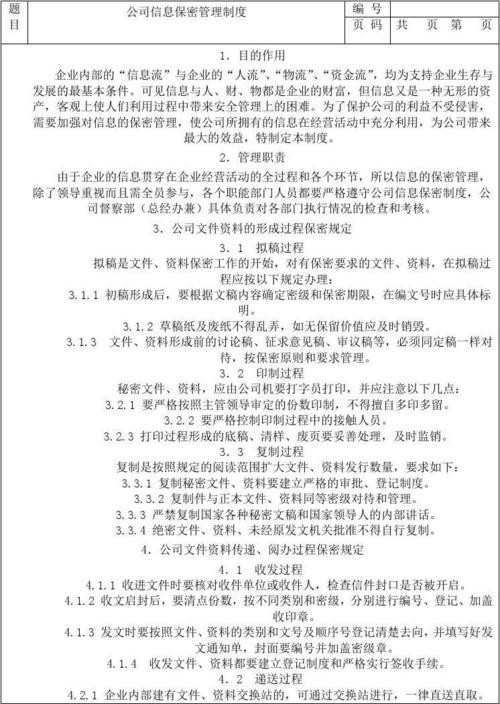 题目
公司信息保密管理制度
编 号
页 码
共 页 第 页
1．目的作用
企业内部的“信息流”与企业的“人流”、“物流”、“资金流”，均为支持企业生存与
发展的最基本条件。可见信息与人、财、物都是企业的财富，但信息又是一种无形的资
产，客观上使人们利用过程中带来安全管理上的困难。为了保护公司的利益不受侵害，
需要加强对信息的保密管理，使公司所拥有的信息在经营活动中充分利用，为公司带来
最大的效益，特制定本制度。
2．管理职责
由于企业的信息贯穿在企业经营活动的全过程和各个环节，所以信息的保密管理，
除了领导重视而且需全员参与，各个职能部门人员都要严格遵守公司信息保密制度，公
司督察部（总经办兼）具体负责对各部门执行情况的检查和考核。
3．公司文件资料的形成过程保密规定
3．1 拟稿过程
拟稿是文件、资料保密工作的开始，对有保密要求的文件、资料，在拟稿过
程应按以下规定办理：
3.1.1 初稿形成后，要根据文稿内容确定密级和保密期限，在编文号时应具体标
明。
3.1.2 草稿纸及废纸不得乱弄，如无保留价值应及时销毁。
3.1.3 文件、资料形成前的讨论稿、征求意见稿、审议稿等，必须同定稿一样对
待，按保密原则和要求管理。
3．2 印制过程
秘密文件、资料，应由公司机要打字员打印，并应注意以下几点：
3.2.1 要严格按照主管领导审定的份数印制，不得擅自多印多留。
3.2.2 要严格控制印制过程中的接触人员。
3.2.3 打印过程形成的底稿、清样、废页要妥善处理，及时监销。
3．3 复制过程
复制是按照规定的阅读范围扩大文件、资料发行数量，要求如下：
3.3.1 复制秘密文件、资料要建立严格的审批、登记制度。
3.3.2 复制件与正本文件、资料同等密级对待和管理。
3.3.3 严禁复制国家各种秘密文稿和国家领导人的内部讲话。
3.3.4 绝密文件、资料、未经原发文机关批准不得自行复制。
4．公司文件资料传递、阅办过程保密规定
4．1 收发过程
4.1.1 收进文件时要核对收件单位或收件人，检查信件封口是否被开启。
4.1.2 收文启封后，要清点份数，按不同类别和密级，分别进行编号、登记、加盖
收印章。
4.1.3 发文时要按照文件、资料的类别和文号及顺序号登记清楚去向，并填写好发
文通知单，封面要编号并加盖密级章。
4.1.4 收发文件、资料都要建立登记制度和严格实行签收手续。
4．2 递送过程
4.2.1 企业内部建有文件、资料交换站的，可通过交换站进行，一律直送直取。